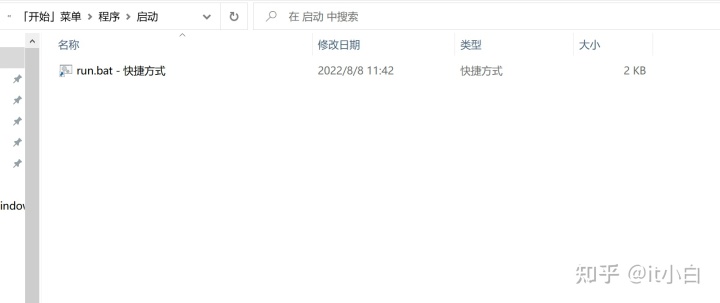 「开始」菜单 > 程序 > 启动
在 启动 中搜索
名称 修改日期 类型 大小
run.bat - 快捷方式 2022/8/8 11:42 快捷方式 2 KB
indow
知乎 @it小白